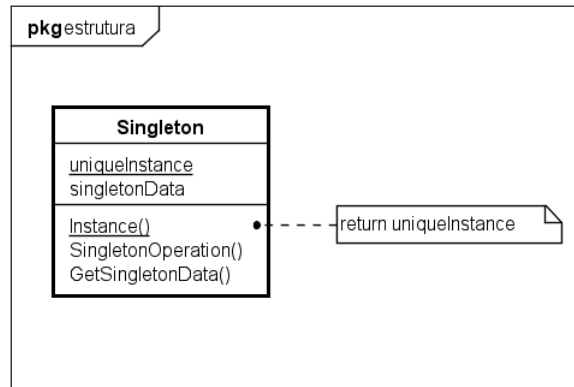 pkg estrutura
Singleton
uniqueInstance
singletonData
Instance()
return uniqueInstance
SingletonOperation()
GetSingletonData()